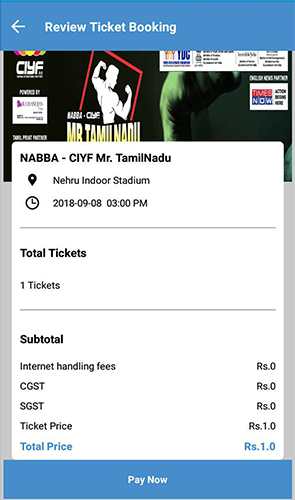 Review Ticket Booking
CIYF
YDC
POWERED BY
ENGLISH NEWS PARTNER
TIMES NOW
ACTION BEGINS HERE
TAMIL PRINT PARTNER
NABBA - CIYF
MR.TAMILNADU
NABBA - CIYF Mr. TamilNadu
Nehru Indoor Stadium
2018-09-08 03:00 PM
Total Tickets
1 Tickets
Subtotal
Internet handling fees Rs.0
CGST Rs.0
SGST Rs.0
Ticket Price Rs.1.0
Total Price Rs.1.0
Pay Now